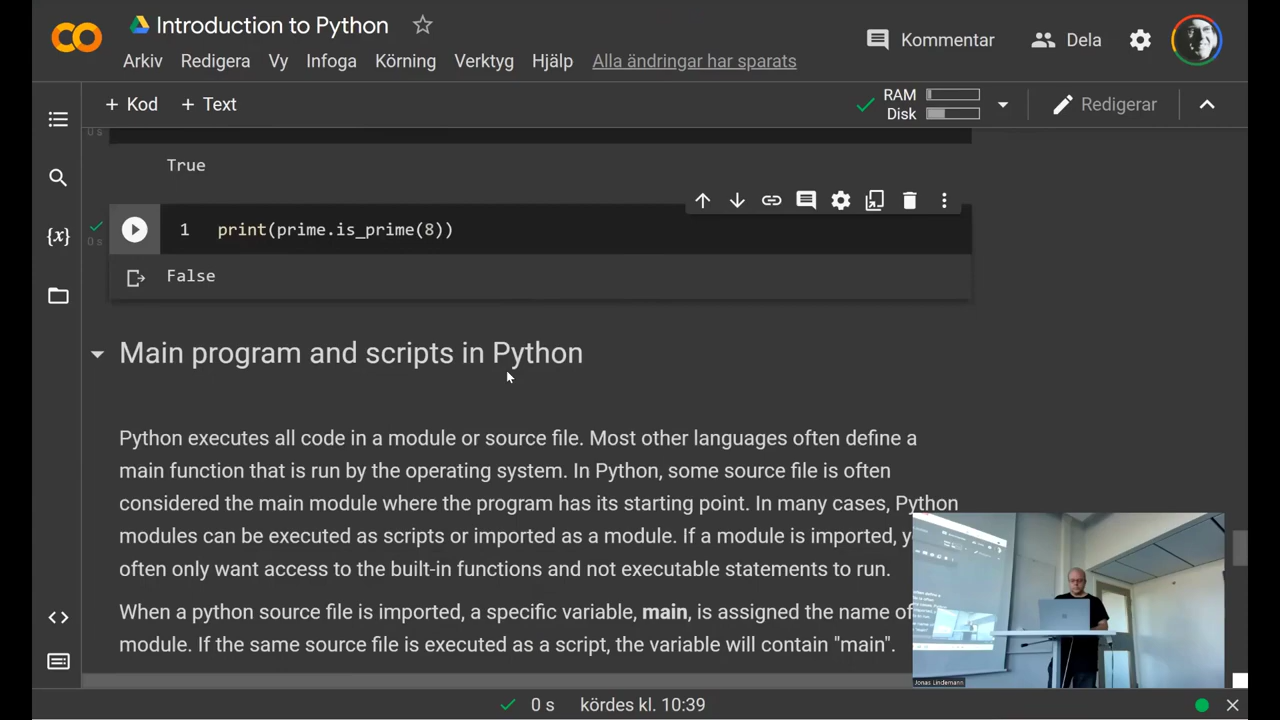 Introduction to Python
Arkiv Redigera Vy Infoga Körning Verktyg Hjälp Alla ändringar har sparats
Kommentar Dela
+ Kod + Text
RAM
Disk
Redigerar
0 s
True
{x}
0 s
1 print(prime.is_prime(8))
False
Main program and scripts in Python
Python executes all code in a module or source file. Most other languages often define a
main function that is run by the operating system. In Python, some source file is often
considered the main module where the program has its starting point. In many cases, Python
modules can be executed as scripts or imported as a module. If a module is imported, y
often only want access to the built-in functions and not executable statements to run.
When a python source file is imported, a specific variable, main, is assigned the name of
module. If the same source file is executed as a script, the variable will contain "main".
Jonas Lindemann
0 s kördes kl. 10:39